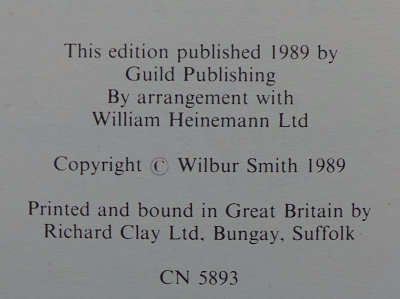 This edition published 1989 by
Guild Publishing
By arrangement with
William Heinemann Ltd
Copyright © Wilbur Smith 1989
Printed and bound in Great Britain by
Richard Clay Ltd, Bungay, Suffolk
CN 5893